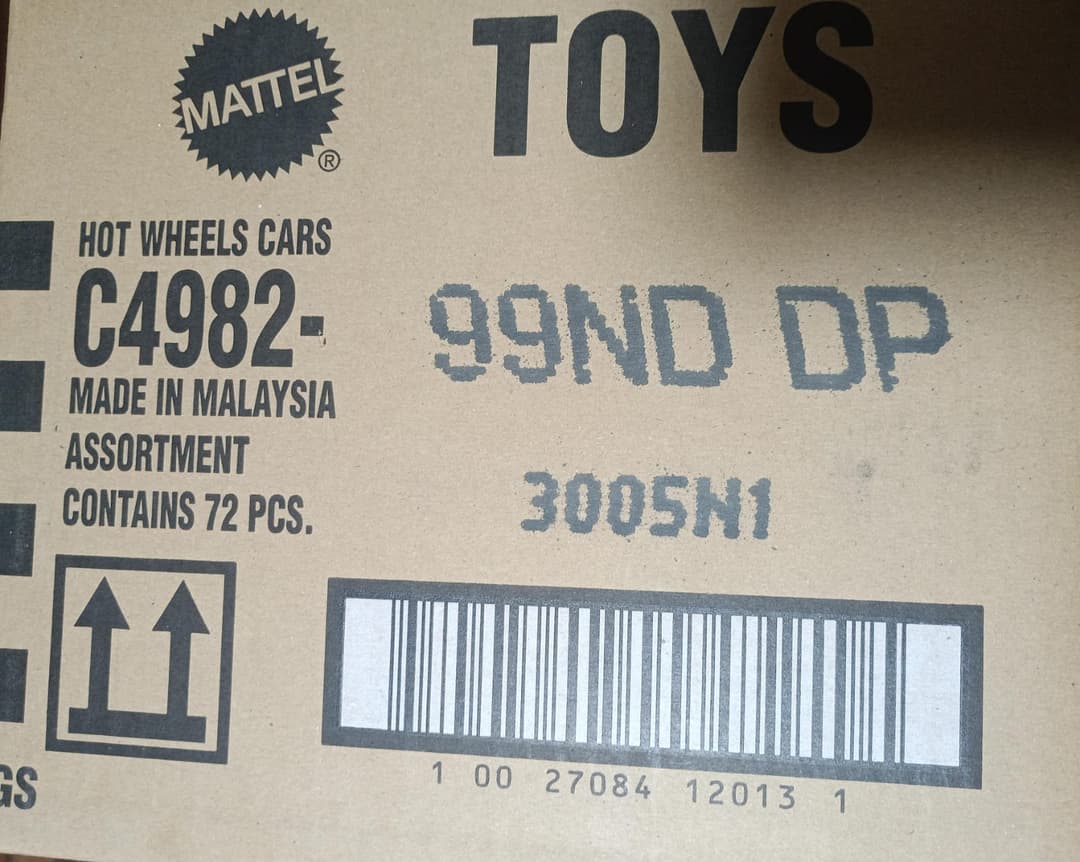 MATTEL
®
TOYS
HOT WHEELS CARS
C4982-
99ND DP
MADE IN MALAYSIA
ASSORTMENT
CONTAINS 72 PCS.
3005N1
1 00 27084 12013 1
GS